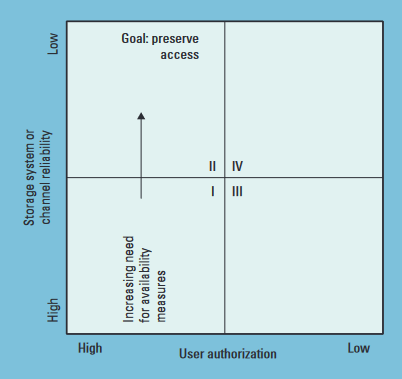 Goal: preserve
access
Low
Storage system or
channel reliability
High
II
IV
I
III
Increasing need
for availability
measures
High
User authorization
Low